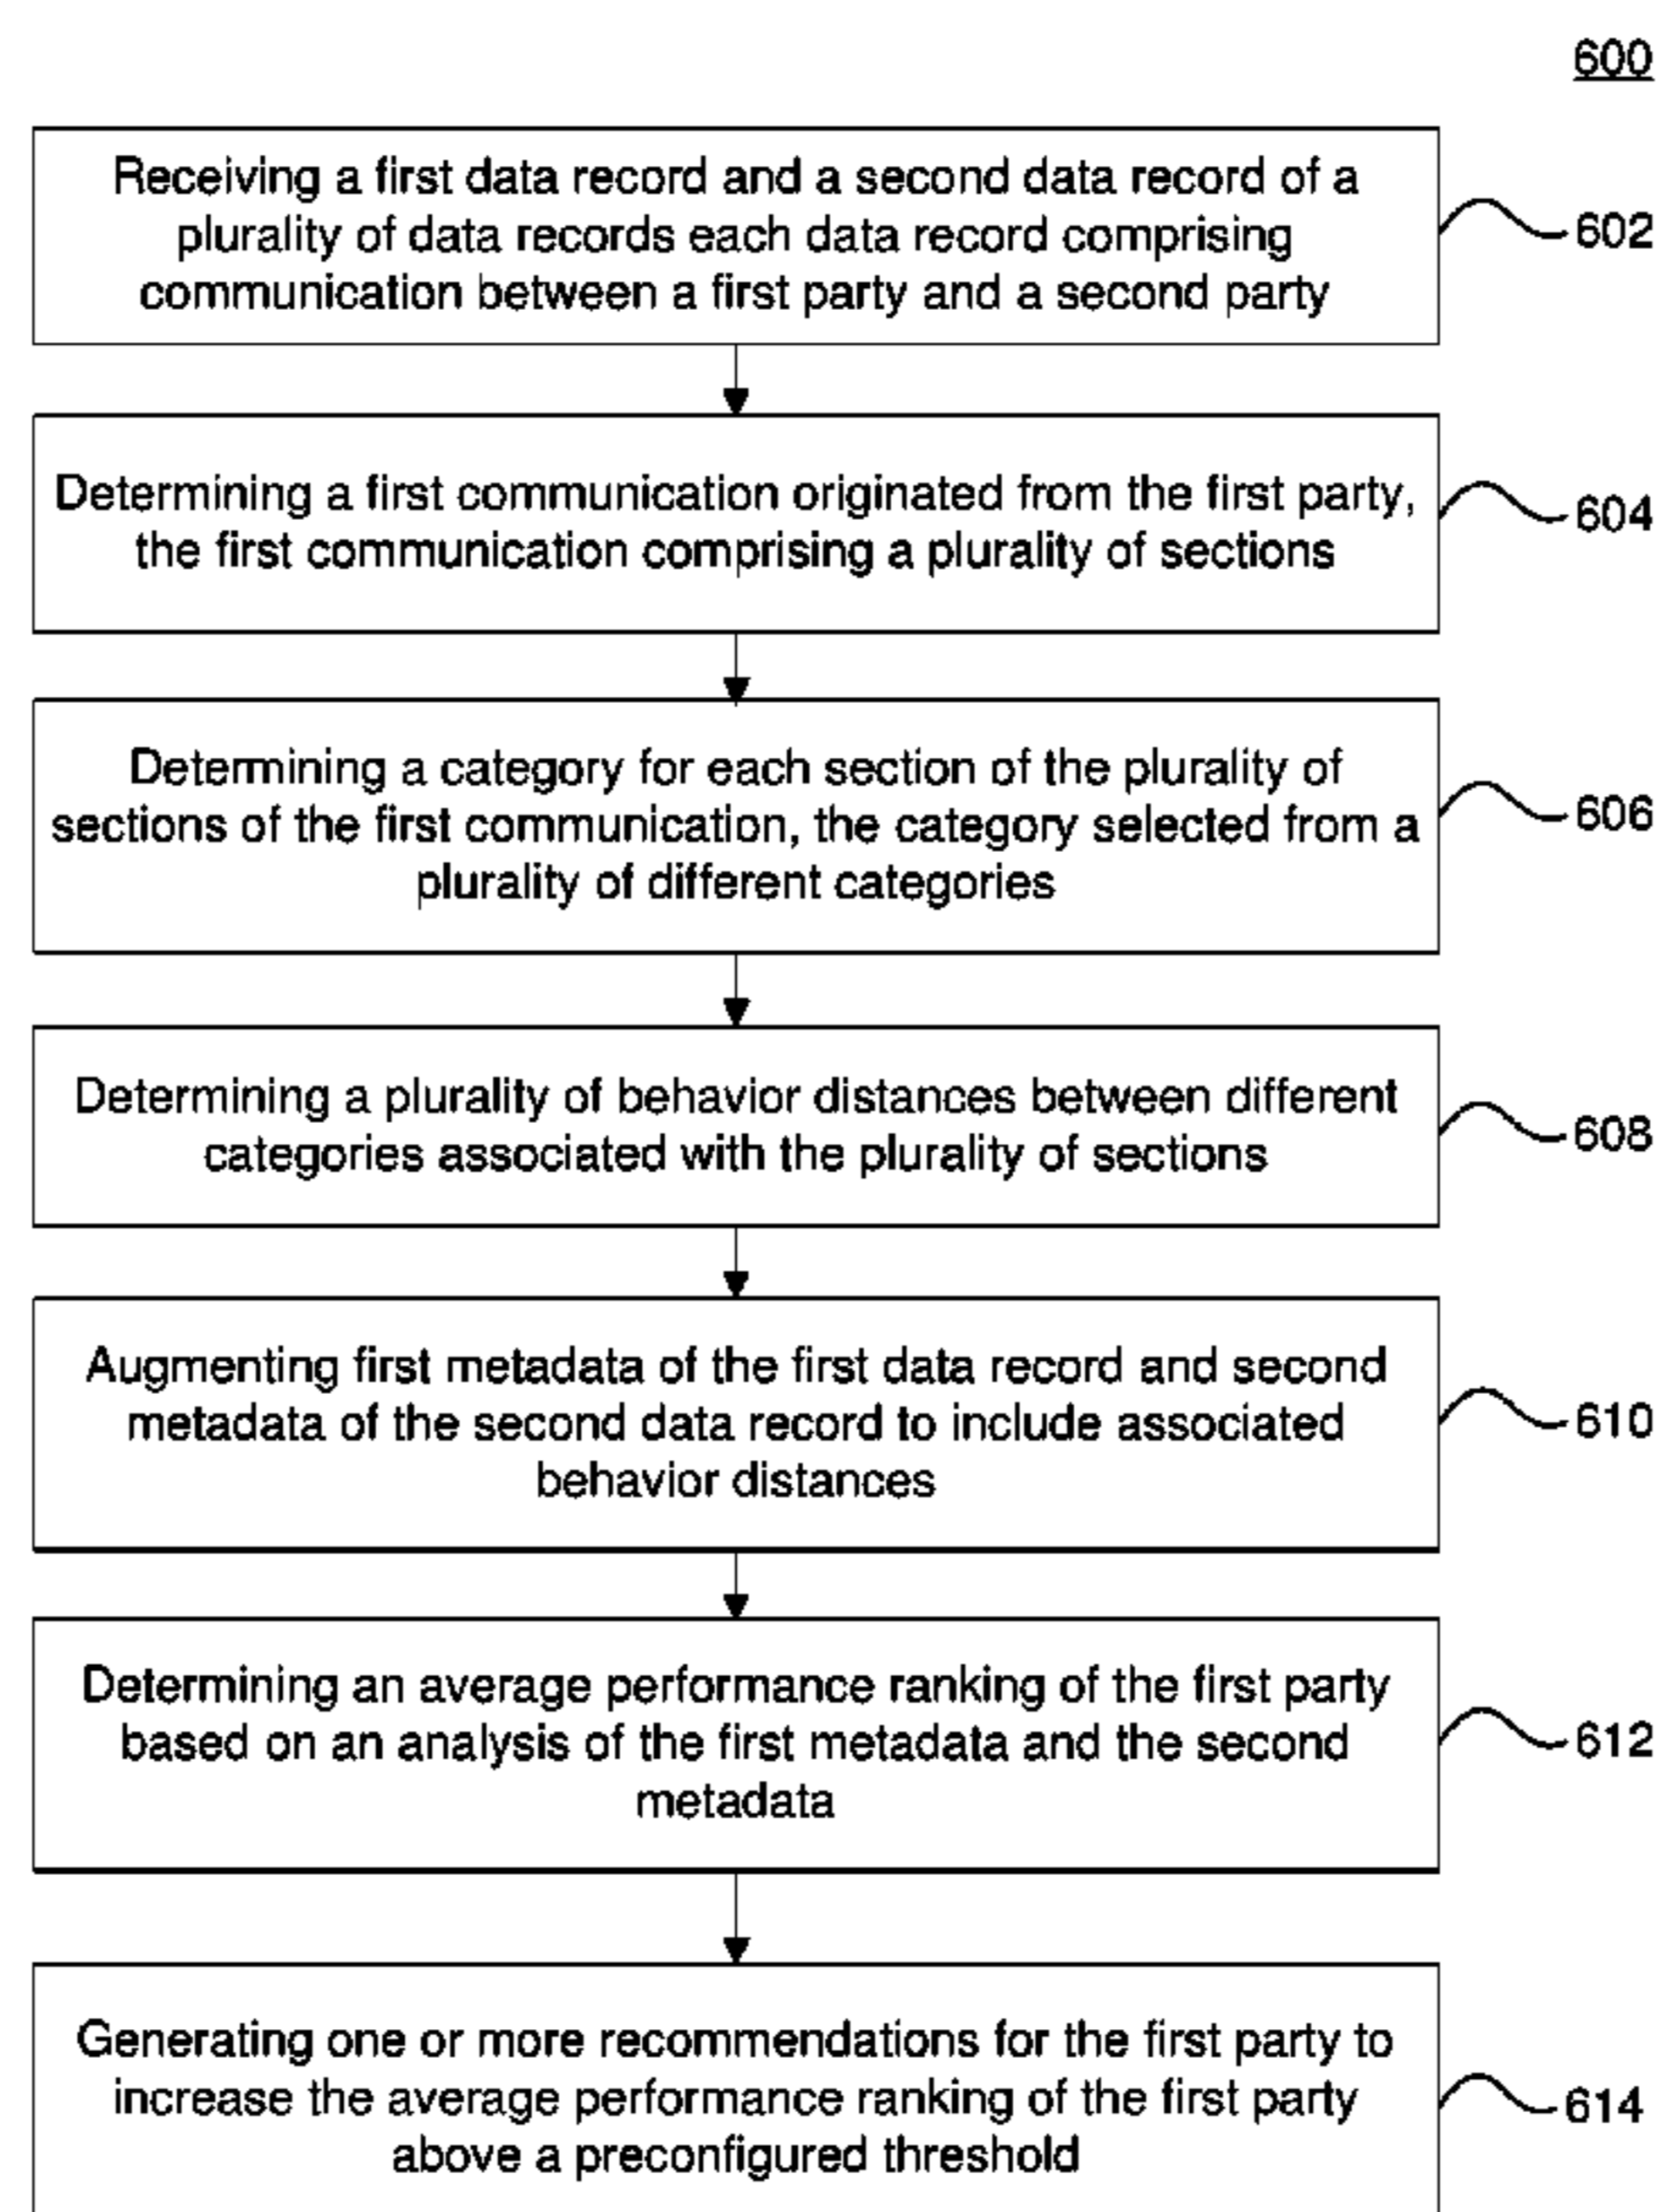 600
Receiving a first data record and a second data record of a
plurality of data records each data record comprising
communication between a first party and a second party
602
Determining a first communication originated from the first party,
the first communication comprising a plurality of sections
604
Determining a category for each section of the plurality of
sections of the first communication, the category selected from a
plurality of different categories
606
Determining a plurality of behavior distances between different
categories associated with the plurality of sections
608
Augmenting first metadata of the first data record and second
metadata of the second data record to include associated
behavior distances
610
Determining an average performance ranking of the first party
based on an analysis of the first metadata and the second
metadata
612
Generating one or more recommendations for the first party to
increase the average performance ranking of the first party
above a preconfigured threshold
614